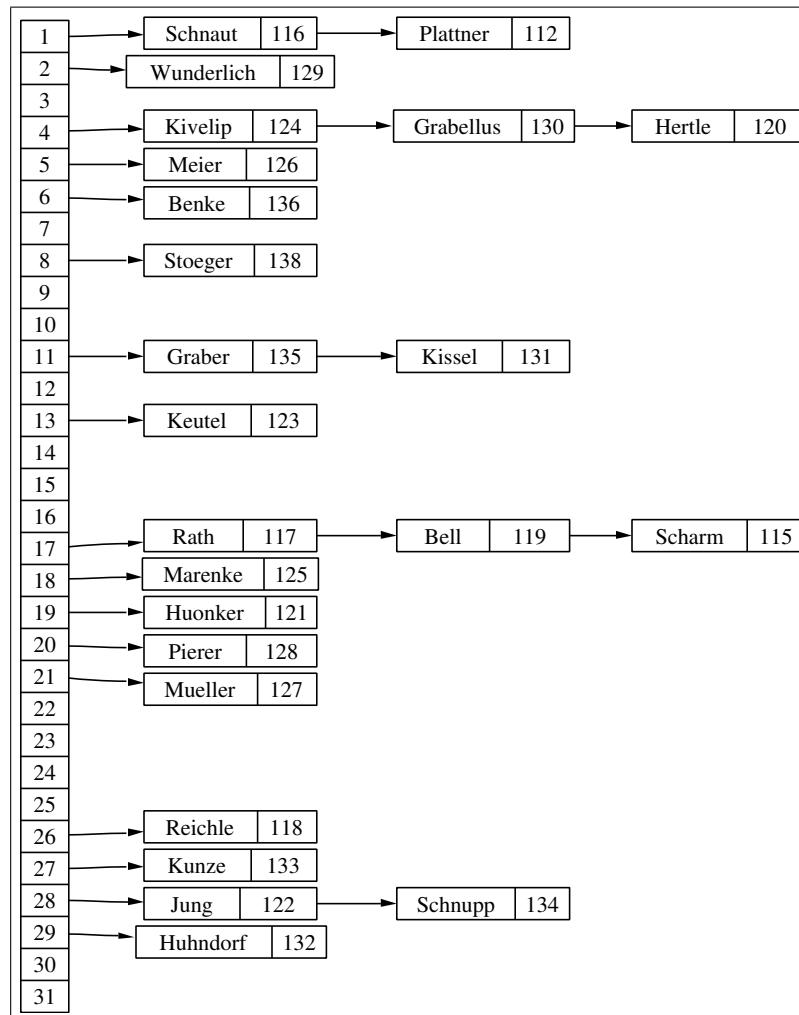 1 Schnaut 116 Plattner 112
2 Wunderlich 129
3
4 Kivelip 124 Grabellus 130 Hertle 120
5 Meier 126
6 Benke 136
7
8 Stoeger 138
9
10
11 Graber 135 Kissel 131
12
13 Keutel 123
14
15
16
17 Rath 117 Bell 119 Scharm 115
18 Marenke 125
19 Huonker 121
20 Pierer 128
21 Mueller 127
22
23
24
25
26 Reichle 118
27 Kunze 133
28 Jung 122 Schnupp 134
29 Huhndorf 132
30
31